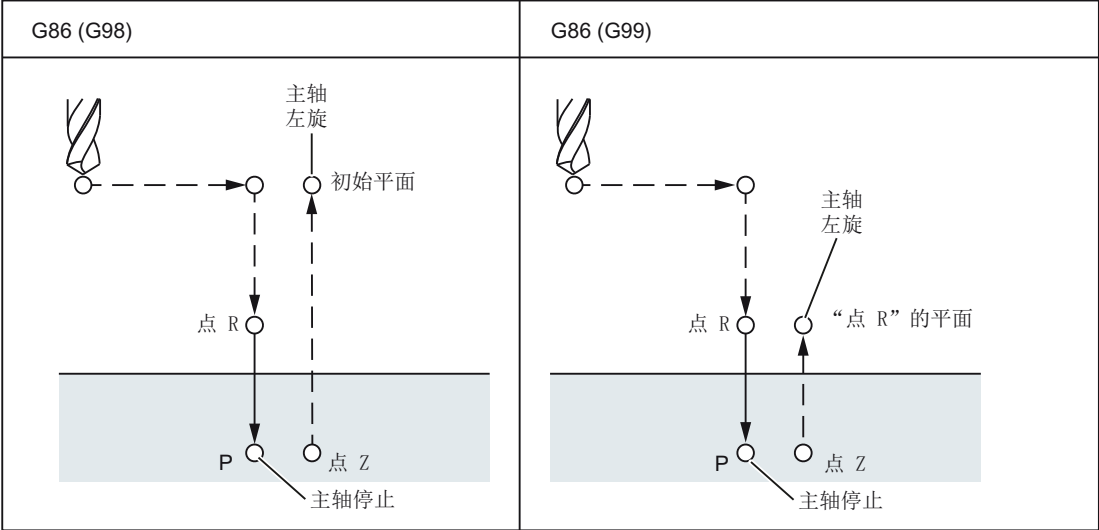 G86 (G98)
G86 (G99)
主轴
左旋
初始平面
点 R
P
点 Z
主轴停止
主轴
左旋
点 R
“点 R”的平面
P
点 Z
主轴停止